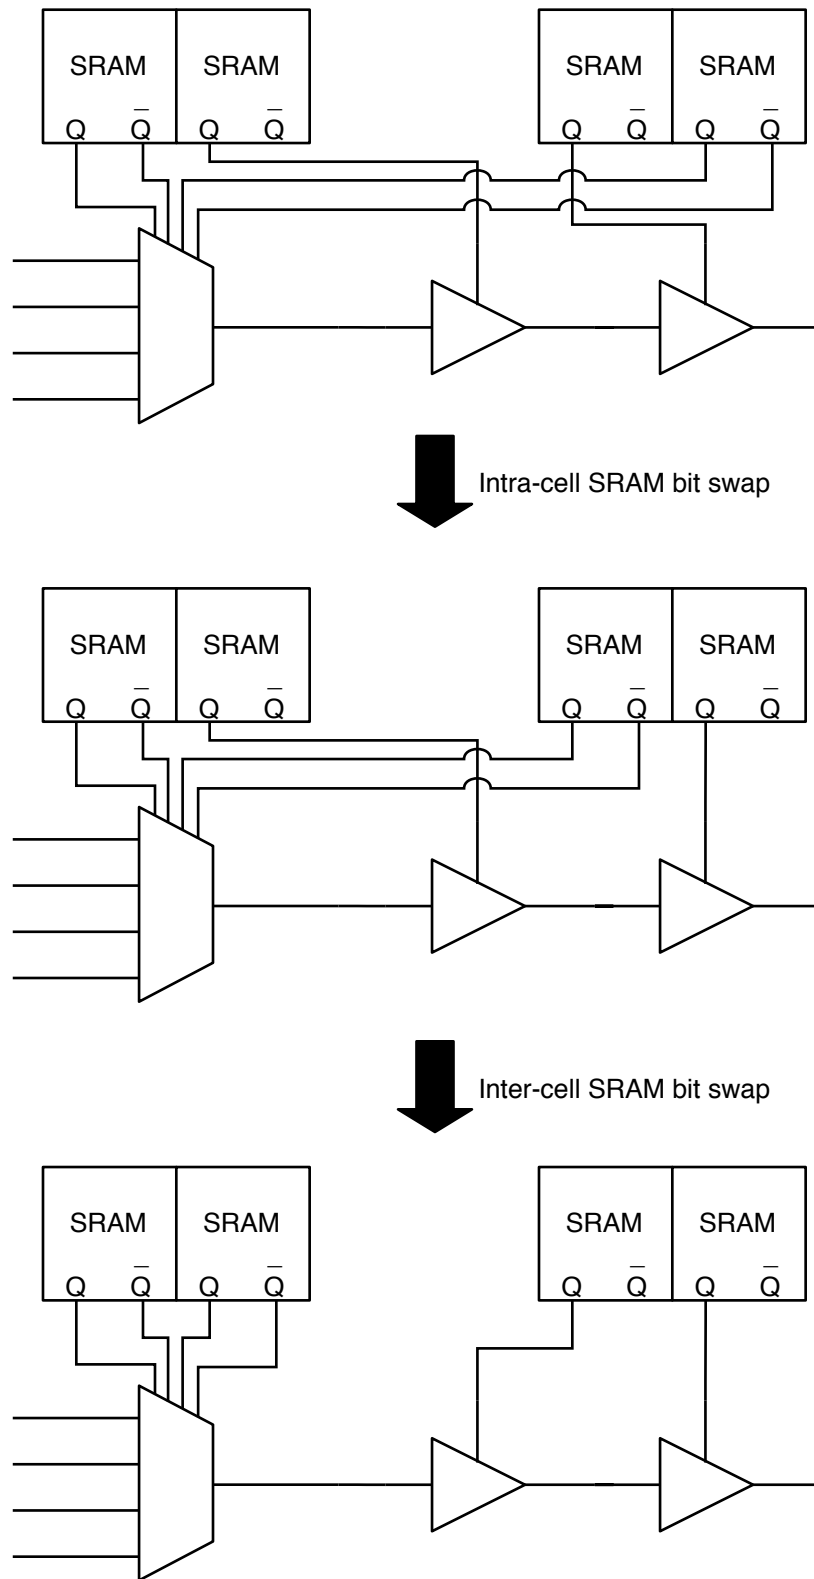 SRAM SRAM SRAM SRAM
Q Q̅ Q Q̅ Q Q̅ Q Q̅
Intra-cell SRAM bit swap
SRAM SRAM SRAM SRAM
Q Q̅ Q Q̅ Q Q̅ Q Q̅
Inter-cell SRAM bit swap
SRAM SRAM SRAM SRAM
Q Q̅ Q Q̅ Q Q̅ Q Q̅